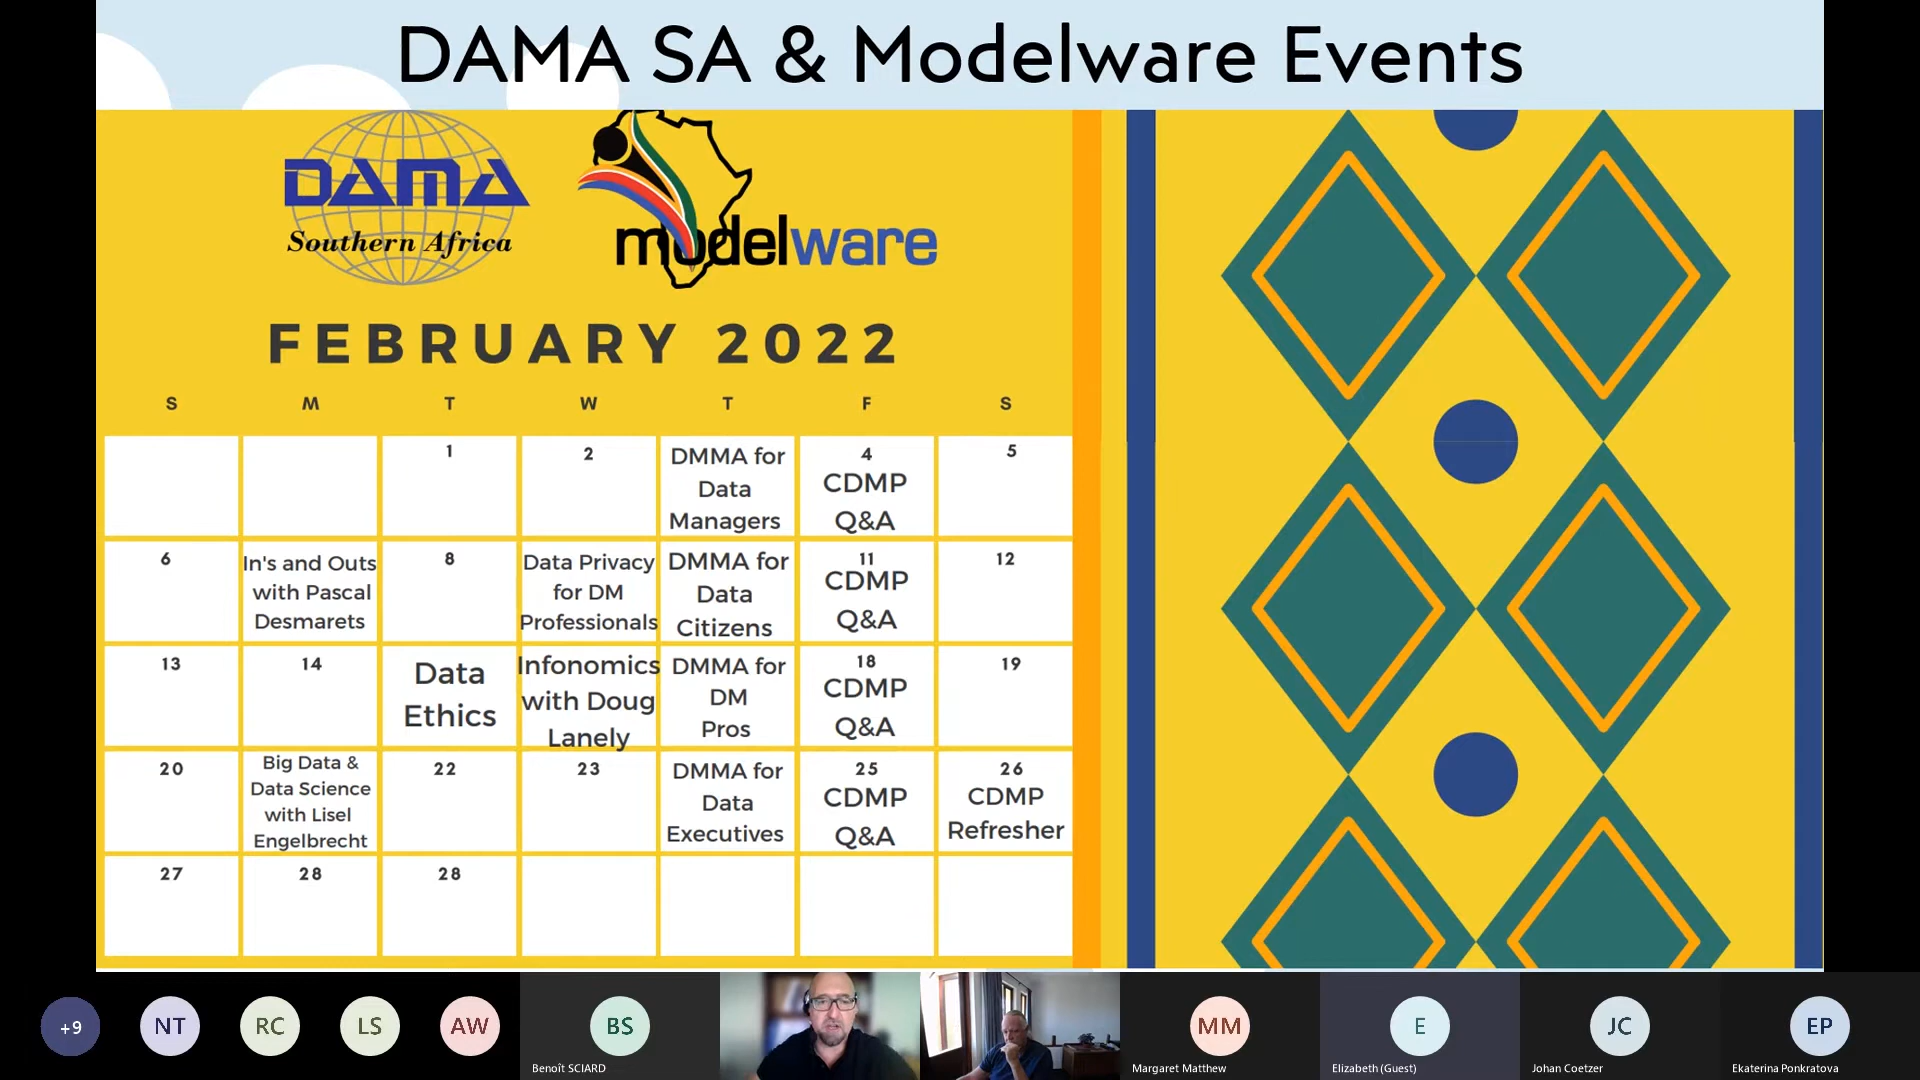 DAMA SA & Modelware Events
DAMA
Southern Africa
modelware
FEBRUARY 2022
S M T W T F S
1
2
DMMA for
Data
Managers
4
CDMP
Q&A
5
6
In's and Outs
with Pascal
Desmarets
8
Data Privacy
for DM
Professionals
DMMA for
Data
Citizens
11
CDMP
Q&A
12
13
14
Data
Ethics
Infonomics
with Doug
Lanely
DMMA for
DM
Pros
18
CDMP
Q&A
19
20
Big Data &
Data Science
with Lisel
Engelbrecht
22
23
DMMA for
Data
Executives
25
CDMP
Q&A
26
CDMP
Refresher
27
28
28
+9
NT
RC
LS
AW
BS
Benoît SCIARD
MM
Margaret Matthew
E
Elizabeth (Guest)
JC
Johan Coetzer
EP
Ekaterina Ponkratova